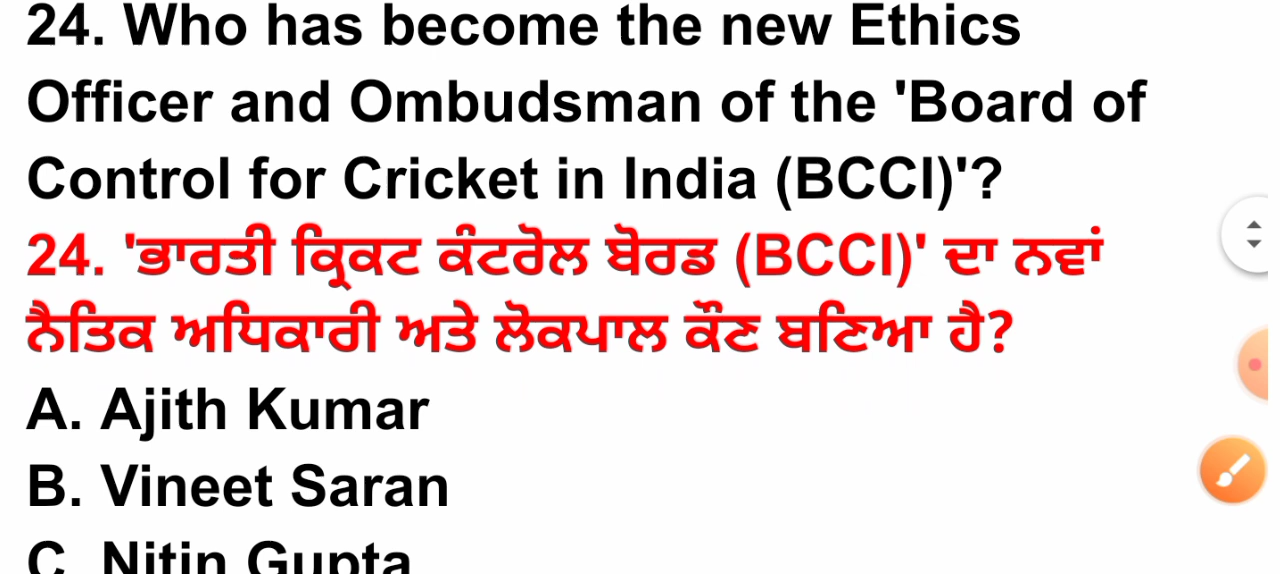 24. Who has become the new Ethics
Officer and Ombudsman of the 'Board of
Control for Cricket in India (BCCI)'?
24. 'ਭਾਰਤੀ ਕ੍ਰਿਕਟ ਕੰਟਰੋਲ ਬੋਰਡ (BCCI)' ਦਾ ਨਵਾਂ
ਨੈਤਿਕ ਅਧਿਕਾਰੀ ਅਤੇ ਲੋਕਪਾਲ ਕੌਣ ਬਣਿਆ ਹੈ?
A. Ajith Kumar
B. Vineet Saran
C. Nitin Gupta